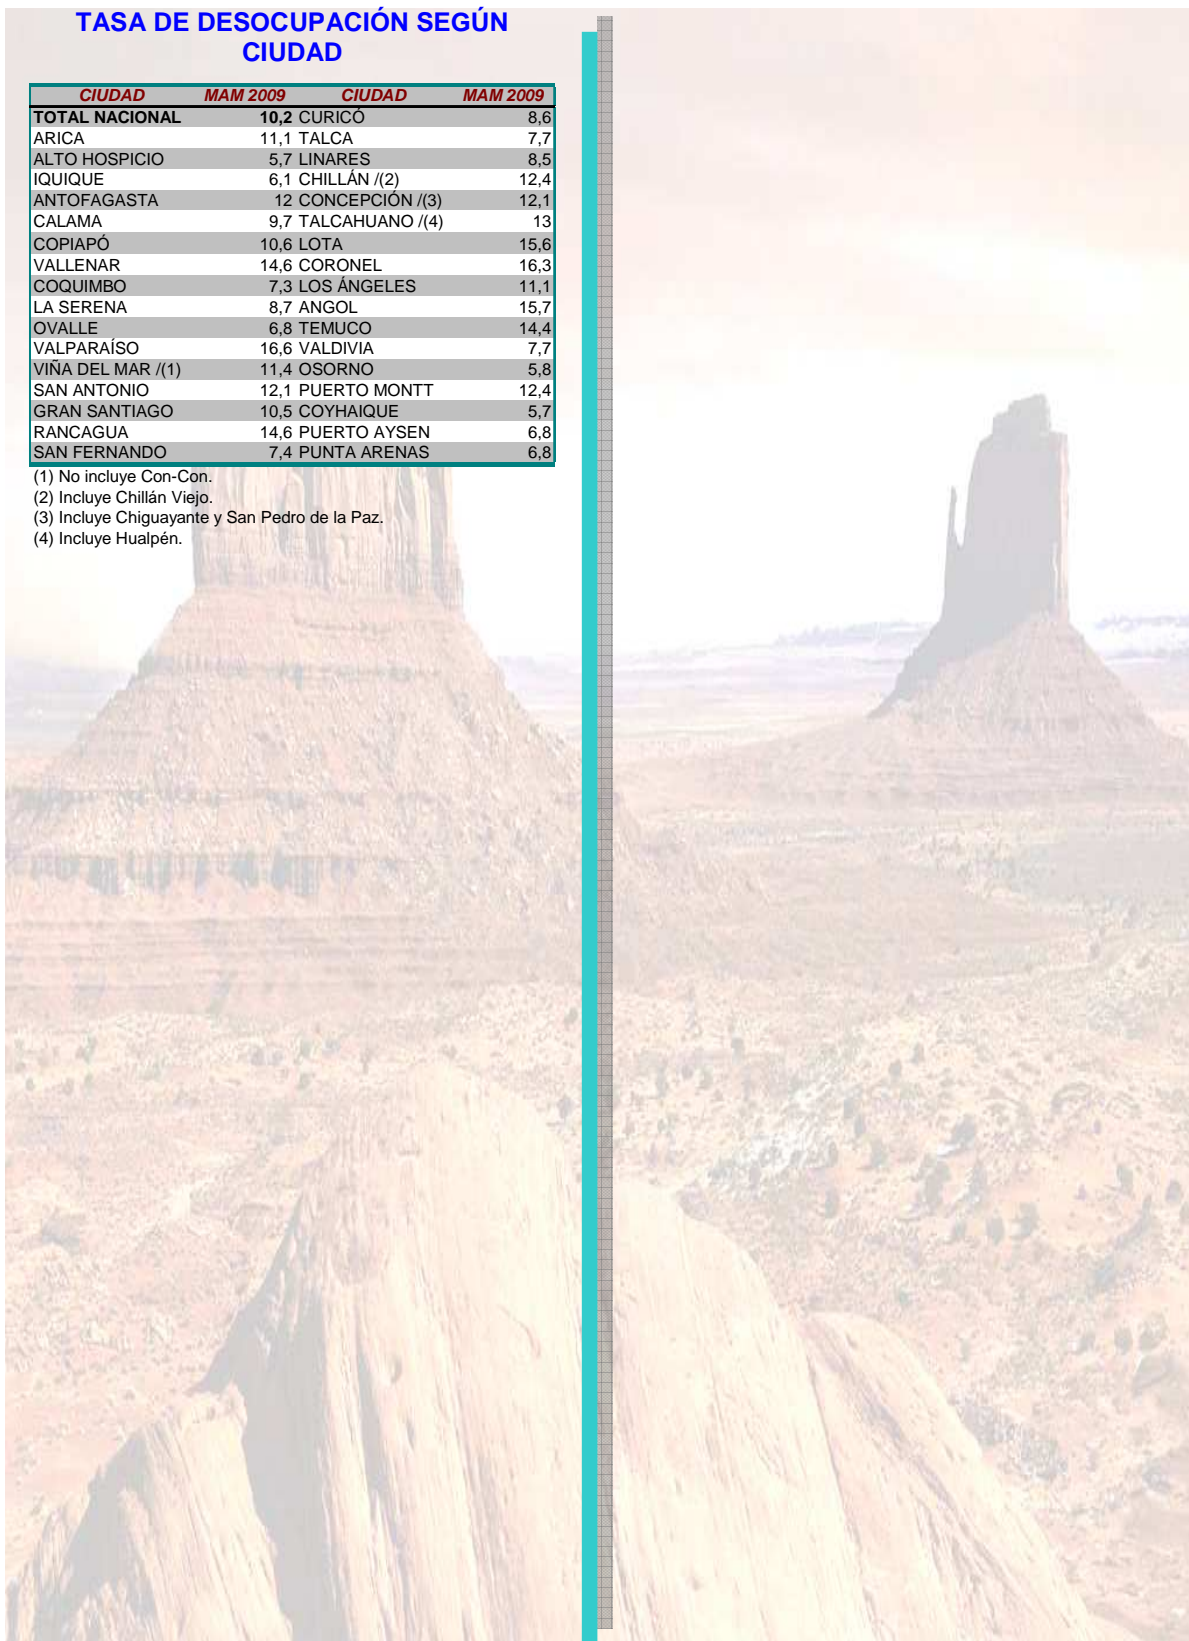 TASA DE DESOCUPACIÓN SEGÚN
CIUDAD
CIUDAD MAM 2009 CIUDAD MAM 2009
TOTAL NACIONAL 10,2 CURICÓ 8,6
ARICA 11,1 TALCA 7,7
ALTO HOSPICIO 5,7 LINARES 8,5
IQUIQUE 6,1 CHILLÁN /(2) 12,4
ANTOFAGASTA 12 CONCEPCIÓN /(3) 12,1
CALAMA 9,7 TALCAHUANO /(4) 13
COPIAPÓ 10,6 LOTA 15,6
VALLENAR 14,6 CORONEL 16,3
COQUIMBO 7,3 LOS ÁNGELES 11,1
LA SERENA 8,7 ANGOL 15,7
OVALLE 6,8 TEMUCO 14,4
VALPARAÍSO 16,6 VALDIVIA 7,7
VIÑA DEL MAR /(1) 11,4 OSORNO 5,8
SAN ANTONIO 12,1 PUERTO MONTT 12,4
GRAN SANTIAGO 10,5 COYHAIQUE 5,7
RANCAGUA 14,6 PUERTO AYSEN 6,8
SAN FERNANDO 7,4 PUNTA ARENAS 6,8
(1) No incluye Con-Con.
(2) Incluye Chillán Viejo.
(3) Incluye Chiguayante y San Pedro de la Paz.
(4) Incluye Hualpén.